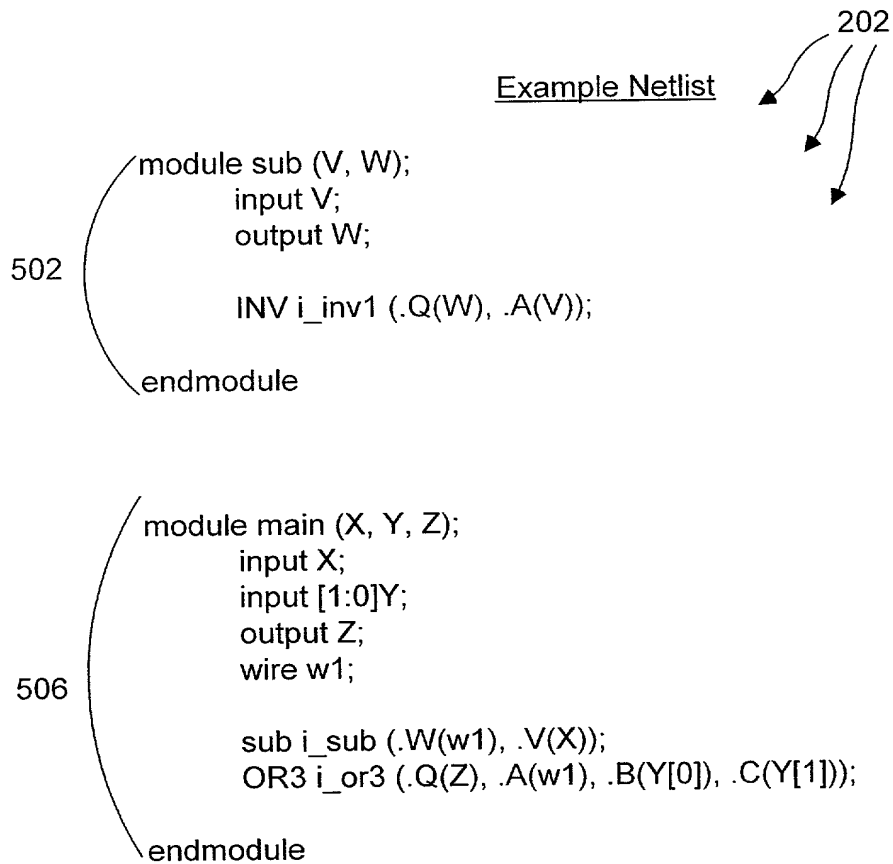 202
Example Netlist
module sub (V, W);
input V;
output W;
502
INV i_inv1 (.Q(W), .A(V));
endmodule
module main (X, Y, Z);
input X;
input [1:0]Y;
output Z;
wire w1;
506
sub i_sub (.W(w1), .V(X));
OR3 i_or3 (.Q(Z), .A(w1), .B(Y[0]), .C(Y[1]));
endmodule